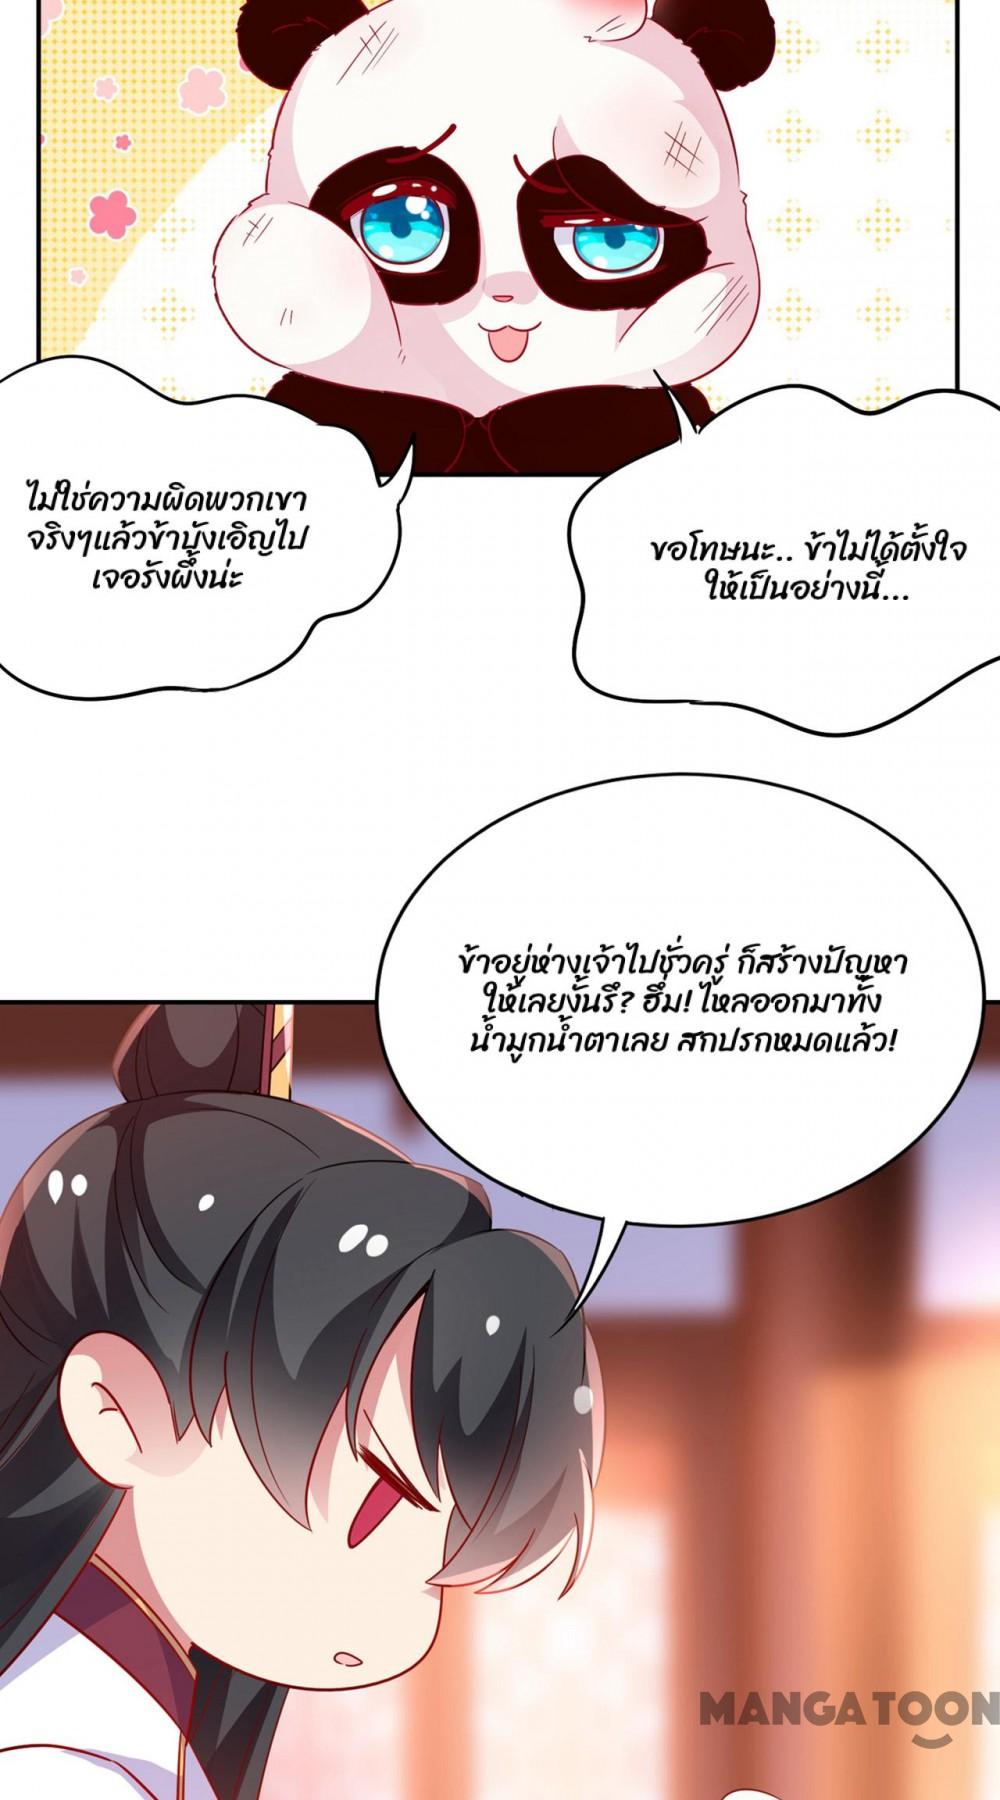 ไม่ใช่ความผิดพวกเขา
จริงๆแล้วข้าบังเอิญไป
เจอรังผึ้งน่ะ
ขอโทษนะ.. ข้าไม่ได้ตั้งใจ
ให้เป็นอย่างนี้...
ข้าอยู่ห่างเจ้าไปชั่วครู่ ก็สร้างปัญหา
ให้เลยงั้นรึ? ฮึ่ม! ไหลออกมาทั้ง
น้ำมูกน้ำตาเลย สกปรกหมดแล้ว!
MANGATOON